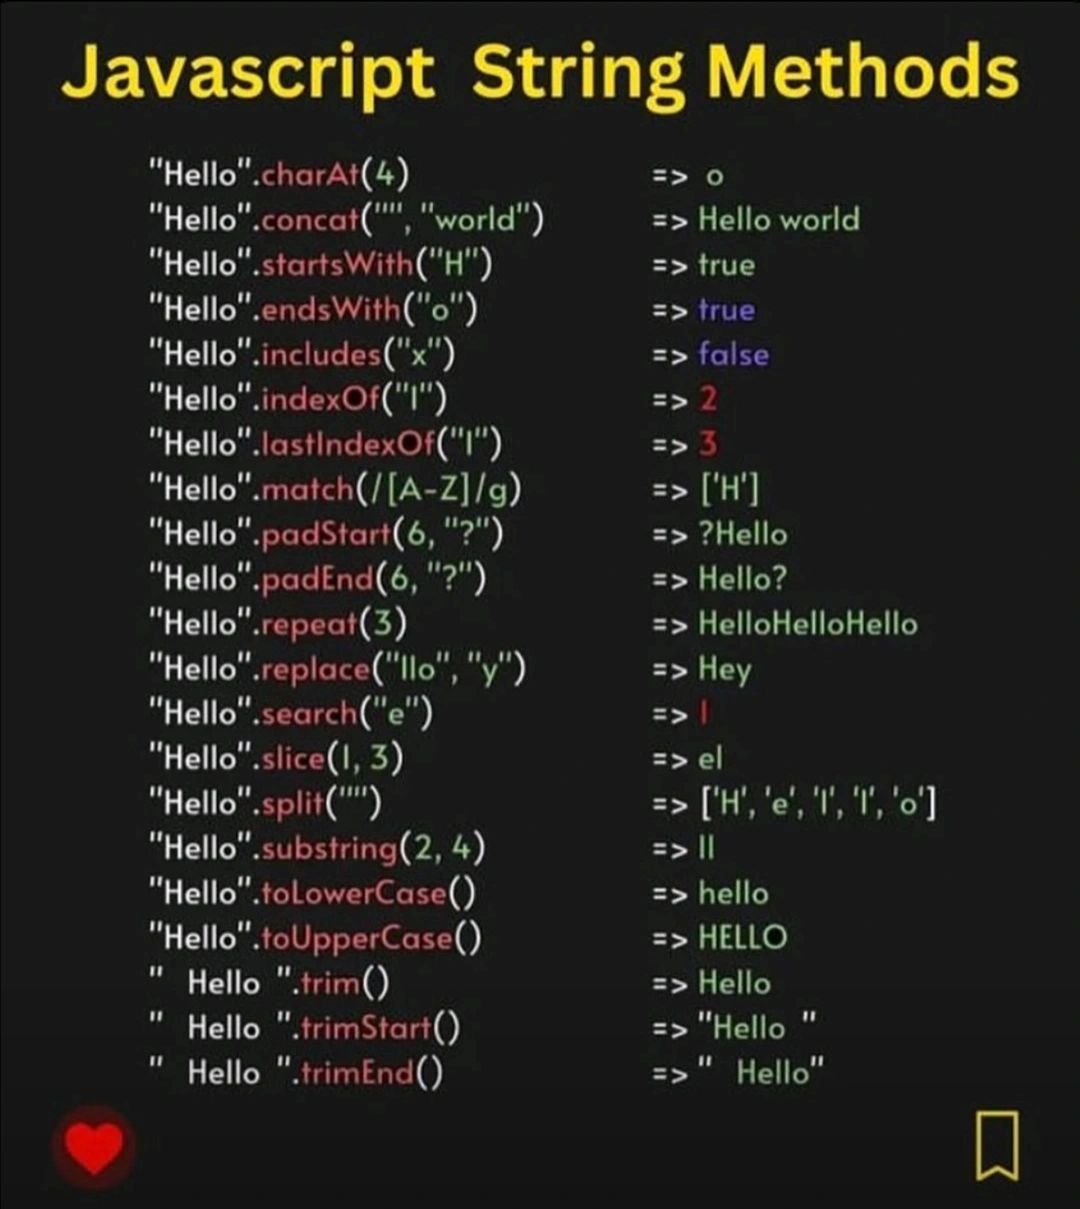 Javascript String Methods
"Hello".charAt(4) => o
"Hello".concat("", "world") => Hello world
"Hello".startsWith("H") => true
"Hello".endsWith("o") => true
"Hello".includes("x") => false
"Hello".indexOf("l") => 2
"Hello".lastIndexOf("l") => 3
"Hello".match(/[A-Z]/g) => ['H']
"Hello".padStart(6, "?") => ?Hello
"Hello".padEnd(6, "?") => Hello?
"Hello".repeat(3) => HelloHelloHello
"Hello".replace("llo", "y") => Hey
"Hello".search("e") => 1
"Hello".slice(1, 3) => el
"Hello".split("") => ['H', 'e', 'l', 'l', 'o']
"Hello".substring(2, 4) => ll
"Hello".toLowerCase() => hello
"Hello".toUpperCase() => HELLO
"  Hello ".trim() => Hello
"  Hello ".trimStart() => "Hello "
"  Hello ".trimEnd() => "  Hello"